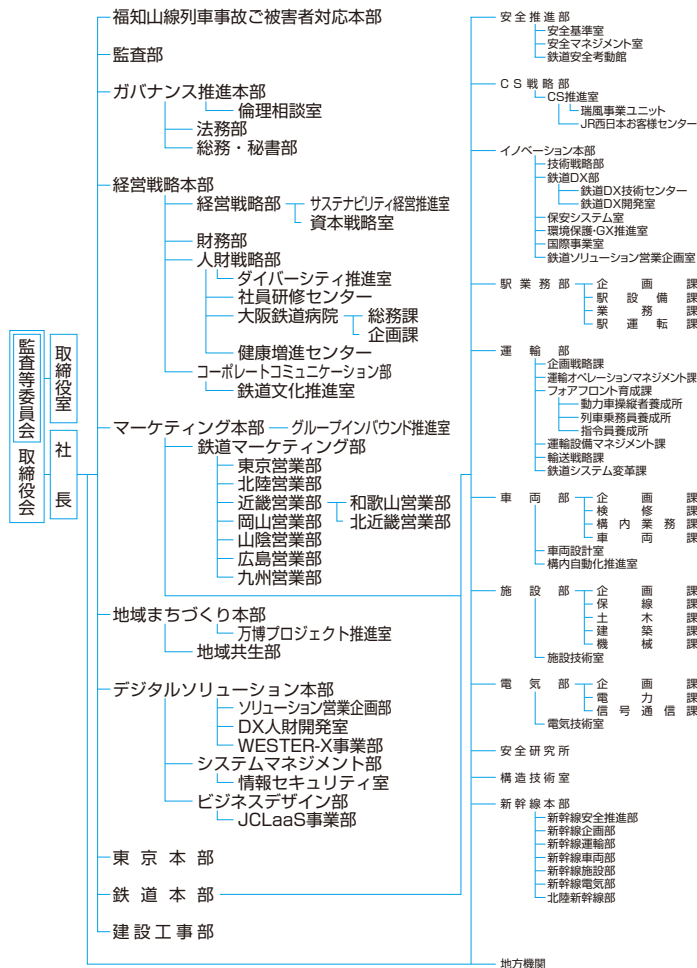 監査等委員会
取締役会
取締役室
社長
福知山線列車事故ご被害者対応本部
監査部
ガバナンス推進本部
倫理相談室
法務部
総務・秘書部
経営戦略本部
経営戦略部
サステナビリティ経営推進室
資本戦略室
財務部
人財戦略部
ダイバーシティ推進室
社員研修センター
大阪鉄道病院
総務課
企画課
健康増進センター
コーポレートコミュニケーション部
鉄道文化推進室
マーケティング本部
グループインバウンド推進室
鉄道マーケティング部
東京営業部
北陸営業部
近畿営業部
和歌山営業部
北近畿営業部
岡山営業部
山陰営業部
広島営業部
九州営業部
地域まちづくり本部
万博プロジェクト推進室
地域共生部
デジタルソリューション本部
ソリューション営業企画部
DX人財開発室
WESTER-X事業部
システムマネジメント部
情報セキュリティ室
ビジネスデザイン部
JCLaaS事業部
東京本部
鉄道本部
建設工事部
安全推進部
安全基準室
安全マネジメント室
鉄道安全考動館
CS戦略部
CS推進室
瑞風事業ユニット
JR西日本お客様センター
イノベーション本部
技術戦略部
鉄道DX部
鉄道DX技術センター
鉄道DX開発室
保安システム室
環境保護・GX推進室
国際事業室
鉄道ソリューション営業企画室
駅業務部
企画課
駅設備課
業務課
駅運転課
運輸部
企画戦略課
運輸オペレーションマネジメント課
フォアフロント育成課
動力車操縦者養成所
列車乗務員養成所
指令員養成所
運輸設備マネジメント課
輸送戦略課
鉄道システム変革課
車両部
企画課
検修課
構内業務課
車両課
車両設計室
構内自動化推進室
施設部
企画課
保線課
土木課
建築課
機械課
施設技術室
電気部
企画課
電力課
信号通信課
電気技術室
安全研究所
構造技術室
新幹線本部
新幹線安全推進部
新幹線企画部
新幹線運輸部
新幹線車両部
新幹線施設部
新幹線電気部
北陸新幹線部
地方機関